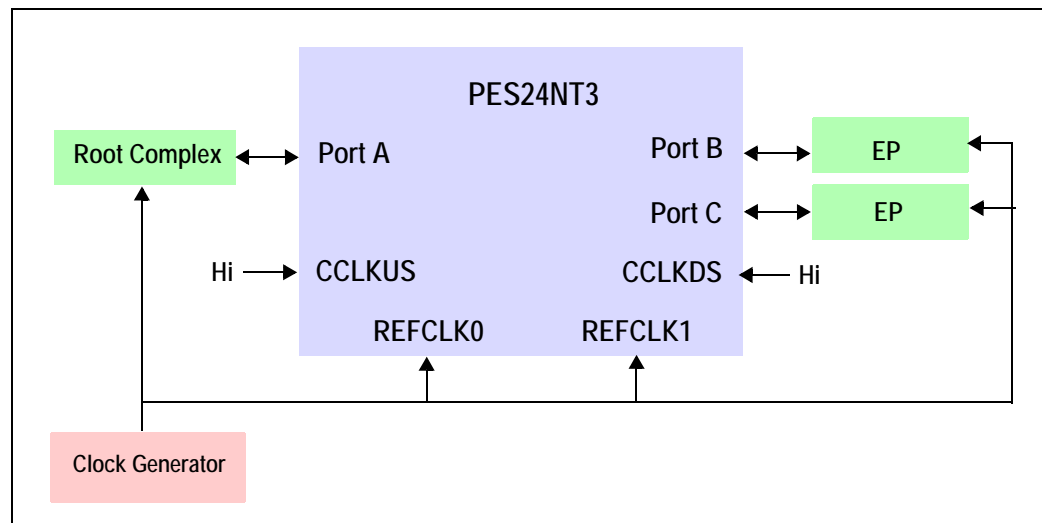 PES24NT3
Root Complex
Port A
Port B
EP
Port C
EP
Hi
CCLKUS
CCLKDS
Hi
REFCLK0
REFCLK1
Clock Generator